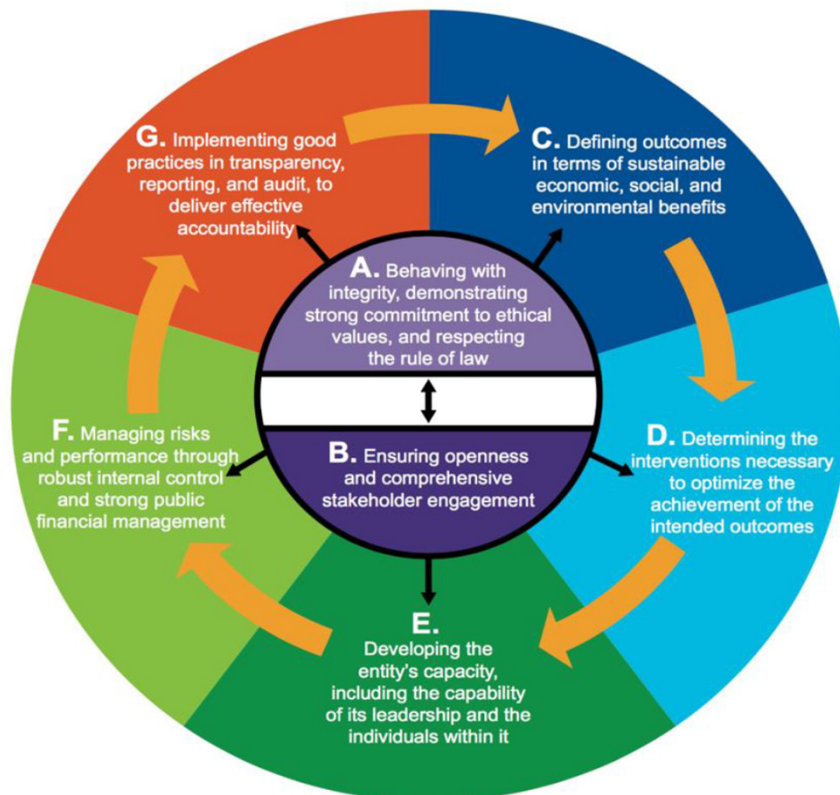 G. Implementing good
practices in transparency,
reporting, and audit, to
deliver effective
accountability
C. Defining outcomes
in terms of sustainable
economic, social, and
environmental benefits
A. Behaving with
integrity, demonstrating
strong commitment to ethical
values, and respecting
the rule of law
B. Ensuring openness
and comprehensive
stakeholder engagement
D. Determining the
interventions necessary
to optimize the
achievement of the
intended outcomes
E.
Developing the
entity's capacity,
including the capability
of its leadership and the
individuals within it
F. Managing risks
and performance through
robust internal control
and strong public
financial management